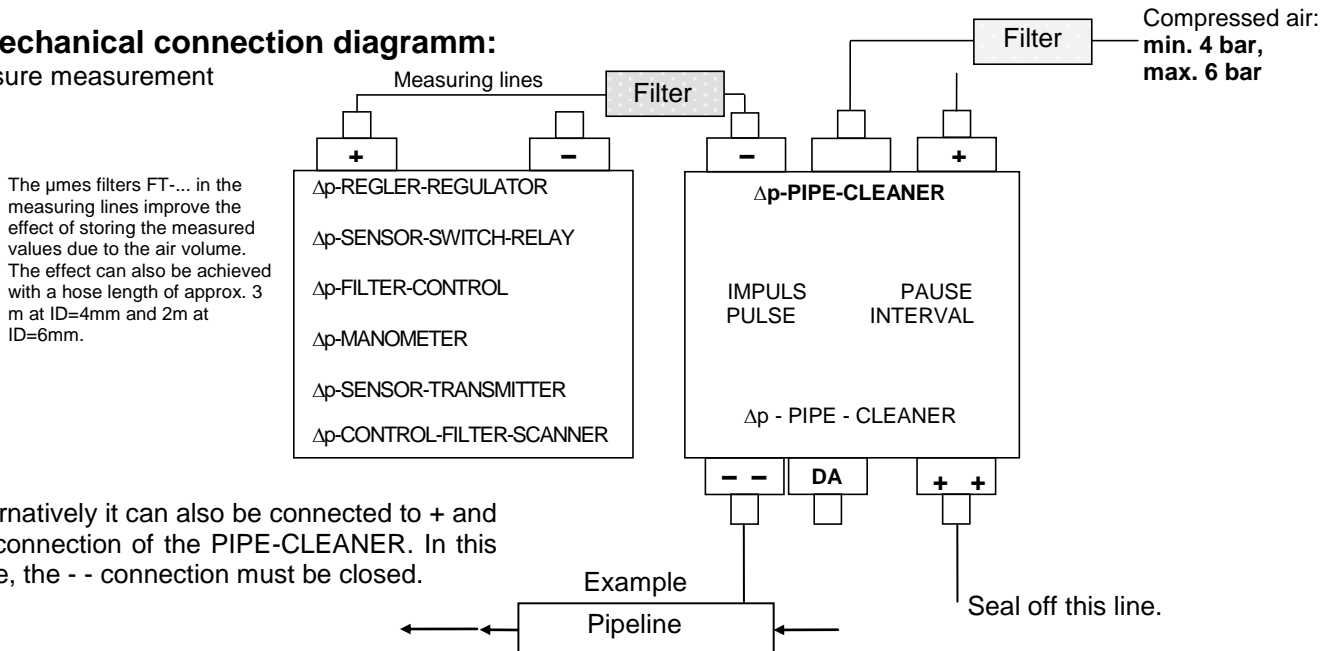 echanical connection diagramm:
sure measurement
Measuring lines
Filter
Filter
Compressed air:
min. 4 bar,
max. 6 bar
+
–
–
+
The µmes filters FT-... in the
measuring lines improve the
effect of storing the measured
values due to the air volume.
The effect can also be achieved
with a hose length of approx. 3
m at ID=4mm and 2m at
ID=6mm.
Δp-REGLER-REGULATOR
Δp-SENSOR-SWITCH-RELAY
Δp-FILTER-CONTROL
Δp-MANOMETER
Δp-SENSOR-TRANSMITTER
Δp-CONTROL-FILTER-SCANNER
Δp-PIPE-CLEANER
IMPULS PAUSE
PULSE INTERVAL
Δp - PIPE - CLEANER
– – DA + +
rnatively it can also be connected to + and
connection of the PIPE-CLEANER. In this
e, the - - connection must be closed.
Example
Pipeline
Seal off this line.